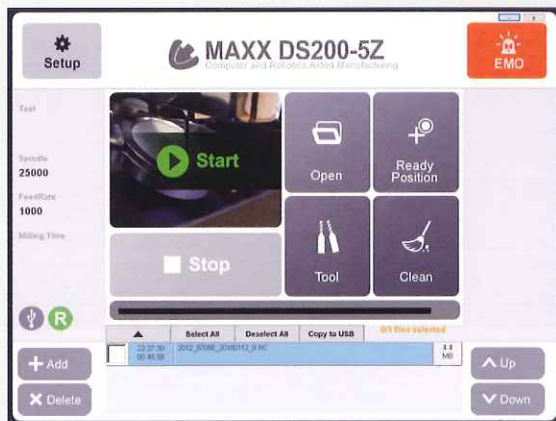 Setup
MAXX DS200-5Z
Computer and Robotics Aided Manufacturing
EMO
Tool
Spindle
25000
FeedRate
1000
Milling Time
Start
Stop
Open
Ready
Position
Tool
Clean
R
Select All
Deselect All
Copy to USB
0/1 files selected
4.4
MB
Add
Delete
Up
Down